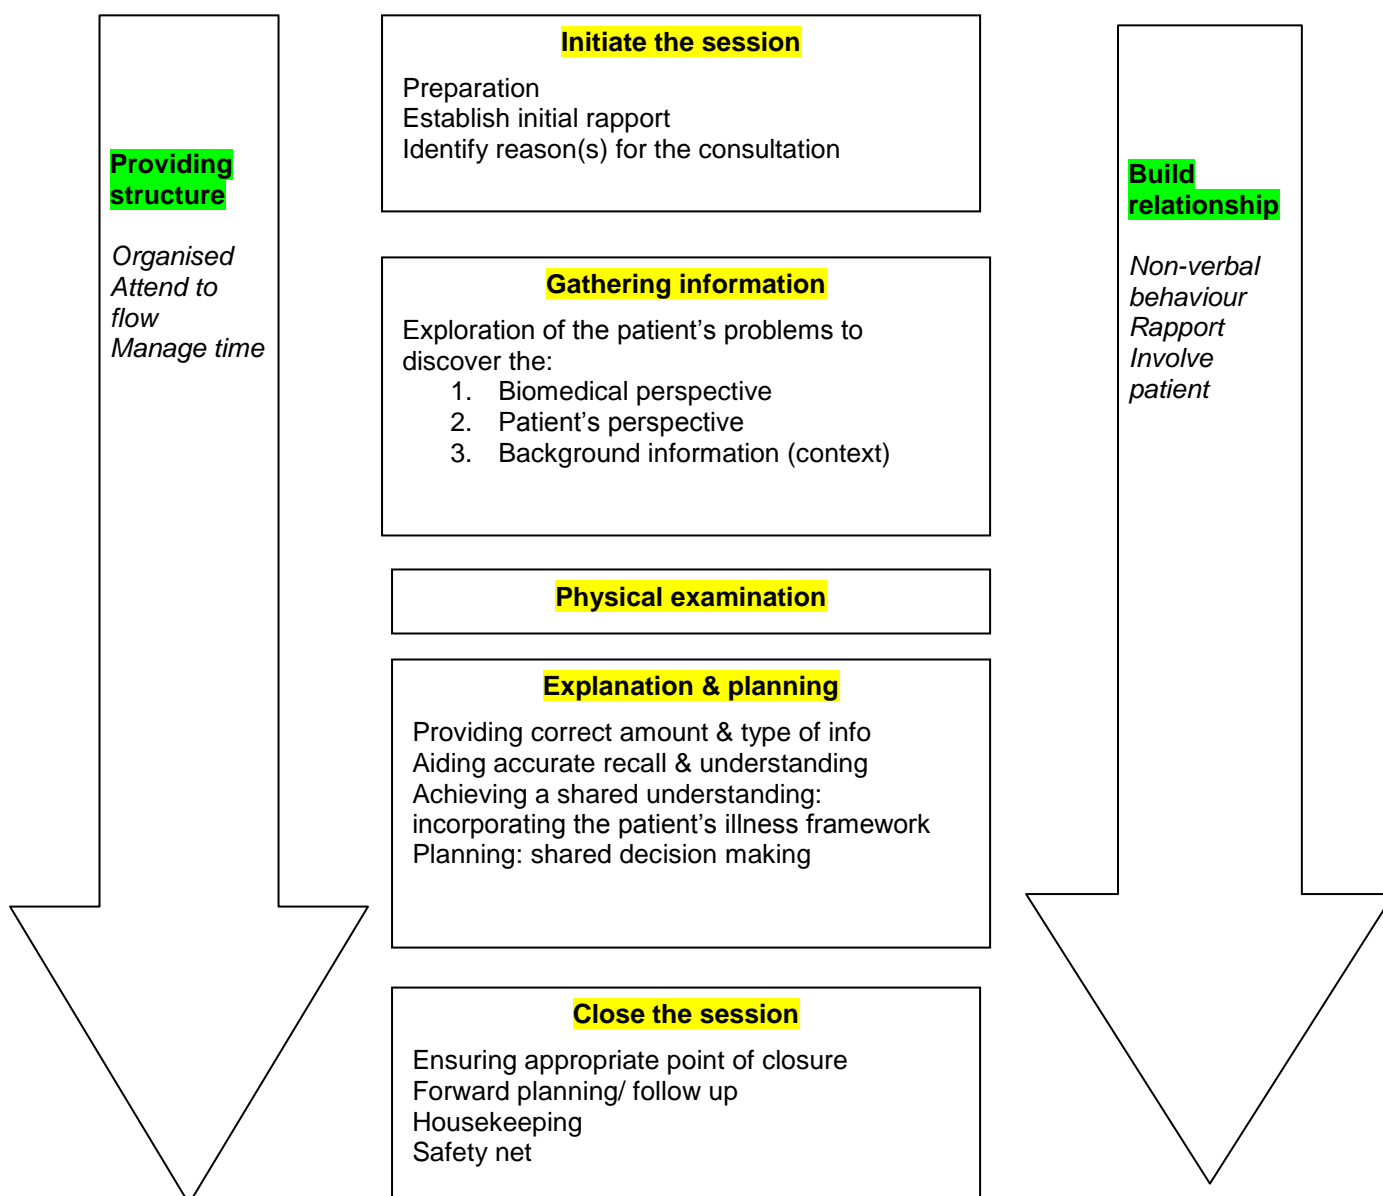 Initiate the session
Preparation
Establish initial rapport
Identify reason(s) for the consultation
Providing
structure
Organised
Attend to
flow
Manage time
Build
relationship
Non-verbal
behaviour
Rapport
Involve
patient
Gathering information
Exploration of the patient’s problems to
discover the:
1. Biomedical perspective
2. Patient’s perspective
3. Background information (context)
Physical examination
Explanation & planning
Providing correct amount & type of info
Aiding accurate recall & understanding
Achieving a shared understanding:
incorporating the patient’s illness framework
Planning: shared decision making
Close the session
Ensuring appropriate point of closure
Forward planning/ follow up
Housekeeping
Safety net